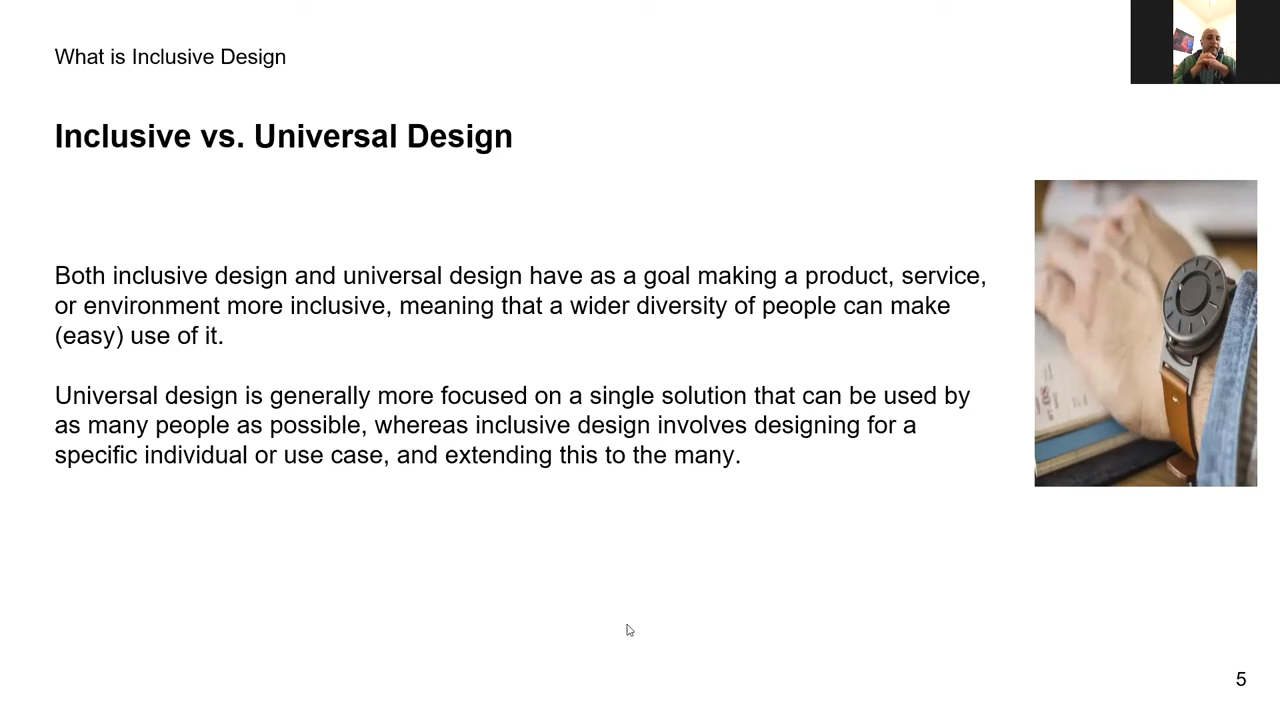 What is Inclusive Design
Inclusive vs. Universal Design
Both inclusive design and universal design have as a goal making a product, service,
or environment more inclusive, meaning that a wider diversity of people can make
(easy) use of it.
Universal design is generally more focused on a single solution that can be used by
as many people as possible, whereas inclusive design involves designing for a
specific individual or use case, and extending this to the many.
5